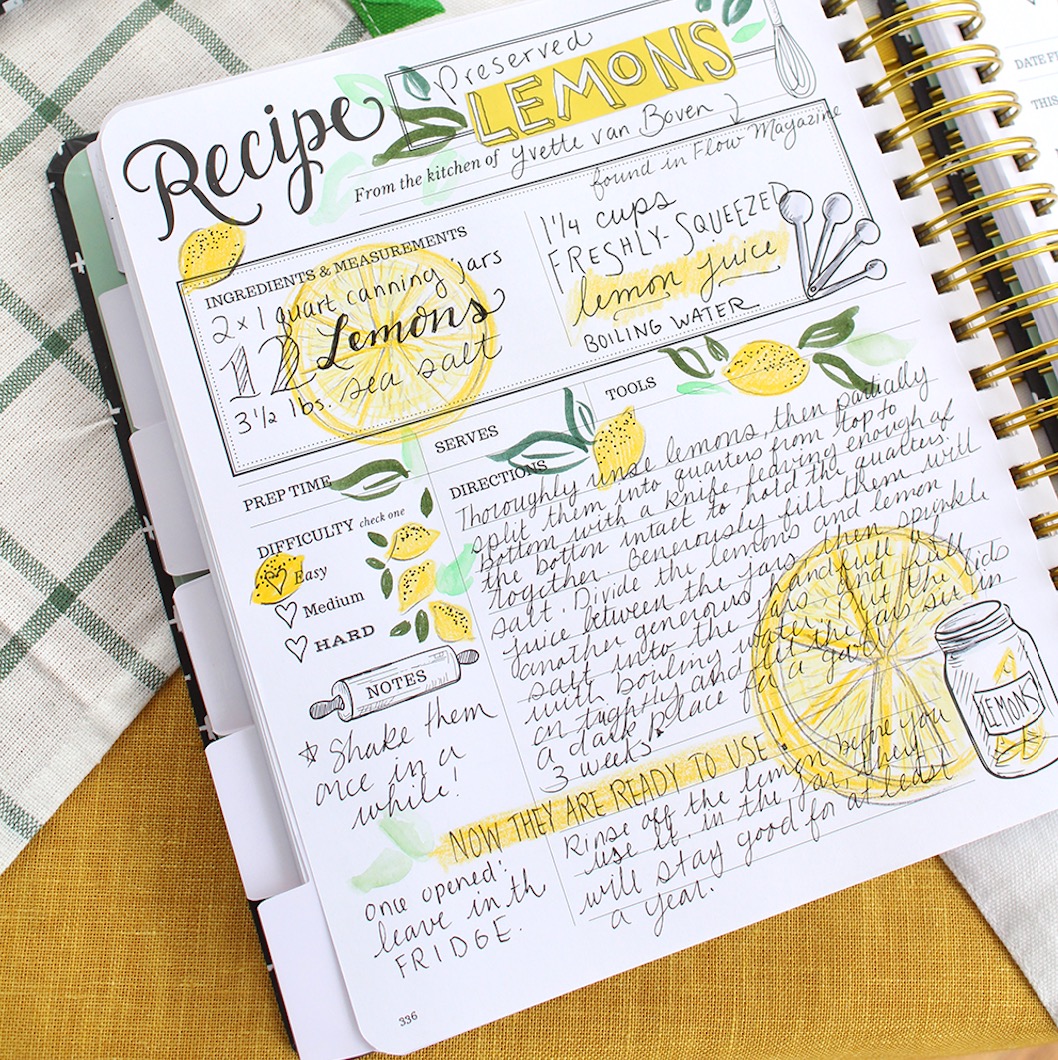 Recipe
Preserved
LEMONS
From the kitchen of Yvette van Boven
found in Flow Magazine
INGREDIENTS & MEASUREMENTS
2 x 1 quart canning jars
12 Lemons
3 1/2 lbs. sea salt
1 1/4 cups
FRESHLY-SQUEEZED
lemon juice
BOILING WATER
PREP TIME
SERVES
TOOLS
DIFFICULTY check one
Easy
Medium
HARD
NOTES
Shake them
once in a
while!
DIRECTIONS
Thoroughly rinse lemons, then partially
split them into quarters from top to
bottom with a knife, leaving enough of
the bottom intact to hold the quarters
together. Generously fill them with
salt. Divide the lemons and lemon
juice between the jars, then sprinkle
another generous handful of
salt into the jars and fill
with boiling water. Put the lids
on tightly and let the jars sit in
a dark place for a
3 weeks.
NOW THEY ARE READY TO USE!
Rinse off the lemon before you
use it, in the jar they
will stay good for at least
a year.
once opened:
leave in th
FRIDGE.
LEMONS!
336
DATE F
THIS